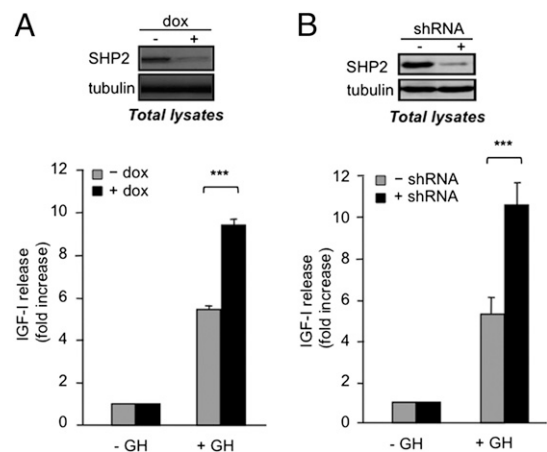 A
dox
- +
SHP2
tubulin
Total lysates
12
10
8
6
4
2
0
IGF-I release
(fold increase)
– dox
+ dox
***
- GH + GH
B
shRNA
- +
SHP2
tubulin
Total lysates
12
10
8
6
4
2
0
IGF-I release
(fold increase)
– shRNA
+ shRNA
***
- GH + GH